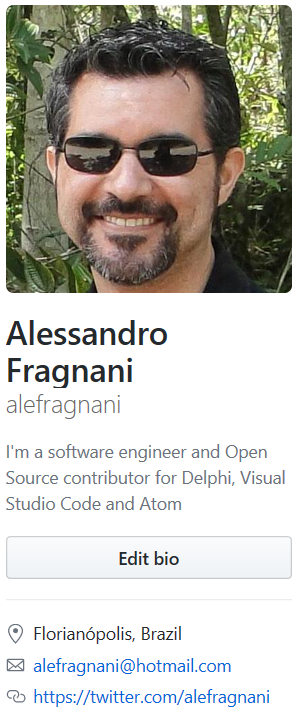 Alessandro
Fragnani
alefragnani
I'm a software engineer and Open
Source contributor for Delphi, Visual
Studio Code and Atom
Edit bio
Florianópolis, Brazil
alefragnani@hotmail.com
https://twitter.com/alefragnani